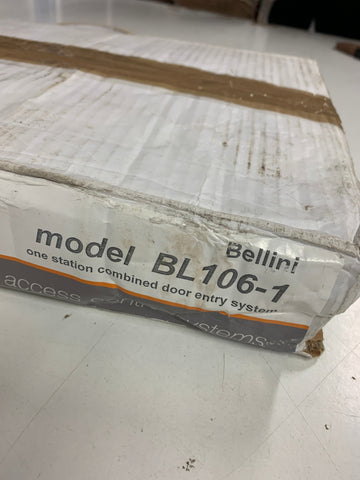 Bellini
model BL106-1
one station combined door entry system
access control systems